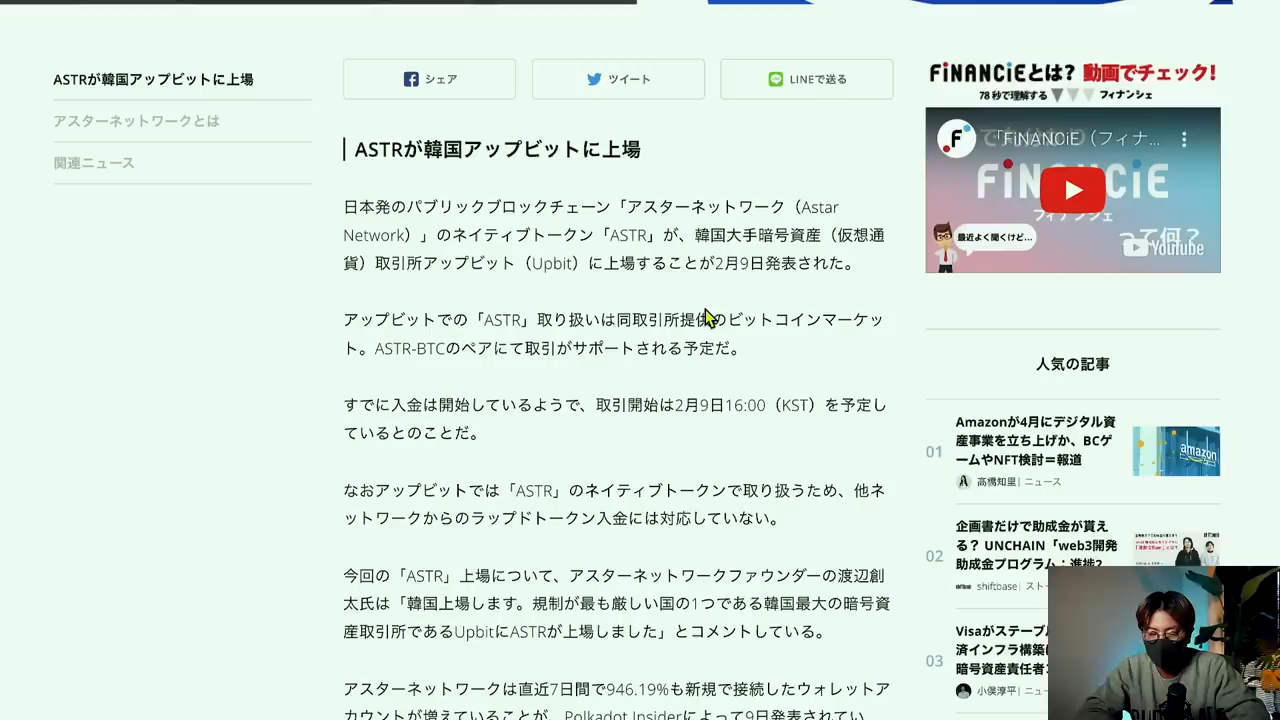 ASTRが韓国アップビットに上場
アスターネットワークとは
関連ニュース
シェア
ツイート
LINEで送る
ASTRが韓国アップビットに上場
日本発のパブリックブロックチェーン「アスターネットワーク（Astar
Network）」のネイティブトークン「ASTR」が、韓国大手暗号資産（仮想通
貨）取引所アップビット（Upbit）に上場することが2月9日発表された。
アップビットでの「ASTR」取り扱いは同取引所提供のビットコインマーケッ
ト。ASTR-BTCのペアにて取引がサポートされる予定だ。
すでに入金は開始しているようで、取引開始は2月9日16:00（KST）を予定し
ているとのことだ。
なおアップビットでは「ASTR」のネイティブトークンで取り扱うため、他ネ
ットワークからのラップドトークン入金には対応していない。
今回の「ASTR」上場について、アスターネットワークファウンダーの渡辺創
太氏は「韓国上場します。規制が最も厳しい国の1つである韓国最大の暗号資
産取引所であるUpbitにASTRが上場しました」とコメントしている。
アスターネットワークは直近7日間で946.19%も新規で接続したウォレットア
カウントが増えていることが、Polkadot Insiderによって9日発表されてい
FiNANCiEとは? 動画でチェック!
78秒で理解する フィナンシェ
「FiNANCiE（フィナ...
FiNANCiE
フィナンシェ
って何？
最近よく聞くけど...
YouTube
人気の記事
01
Amazonが4月にデジタル資
産事業を立ち上げか、BCゲ
ームやNFT検討＝報道
髙橋知里| ニュース
amazon
02
企画書だけで助成金が貰え
る？ UNCHAIN「web3開発
助成金プログラム：進捗2
shiftbase| スト
03
Visaがステーブル
済インフラ構築
暗号資産責任者
小俣淳平| ニュ